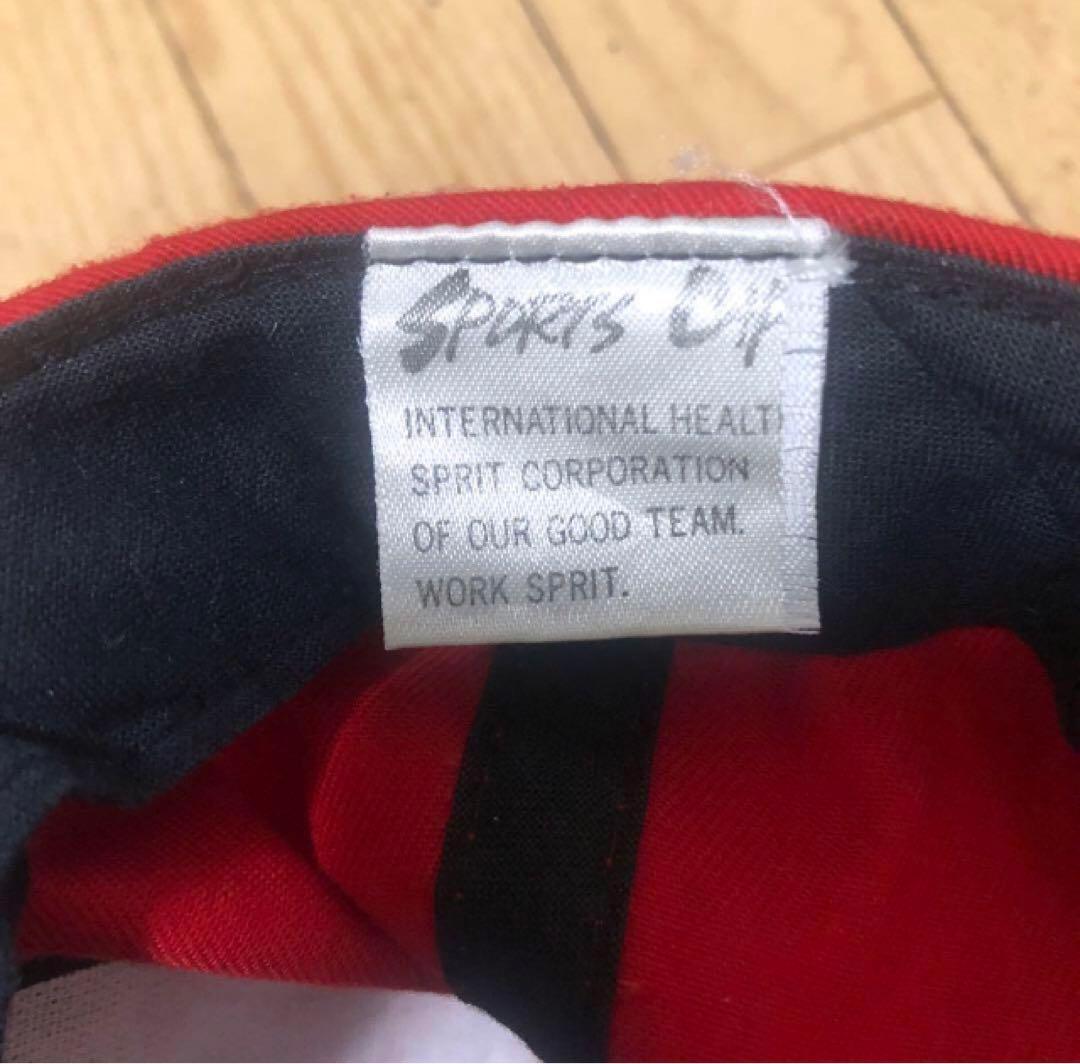 SPORTS
INTERNATIONAL HEALT
SPRIT CORPORATION
OF OUR GOOD TEAM.
WORK SPRIT.